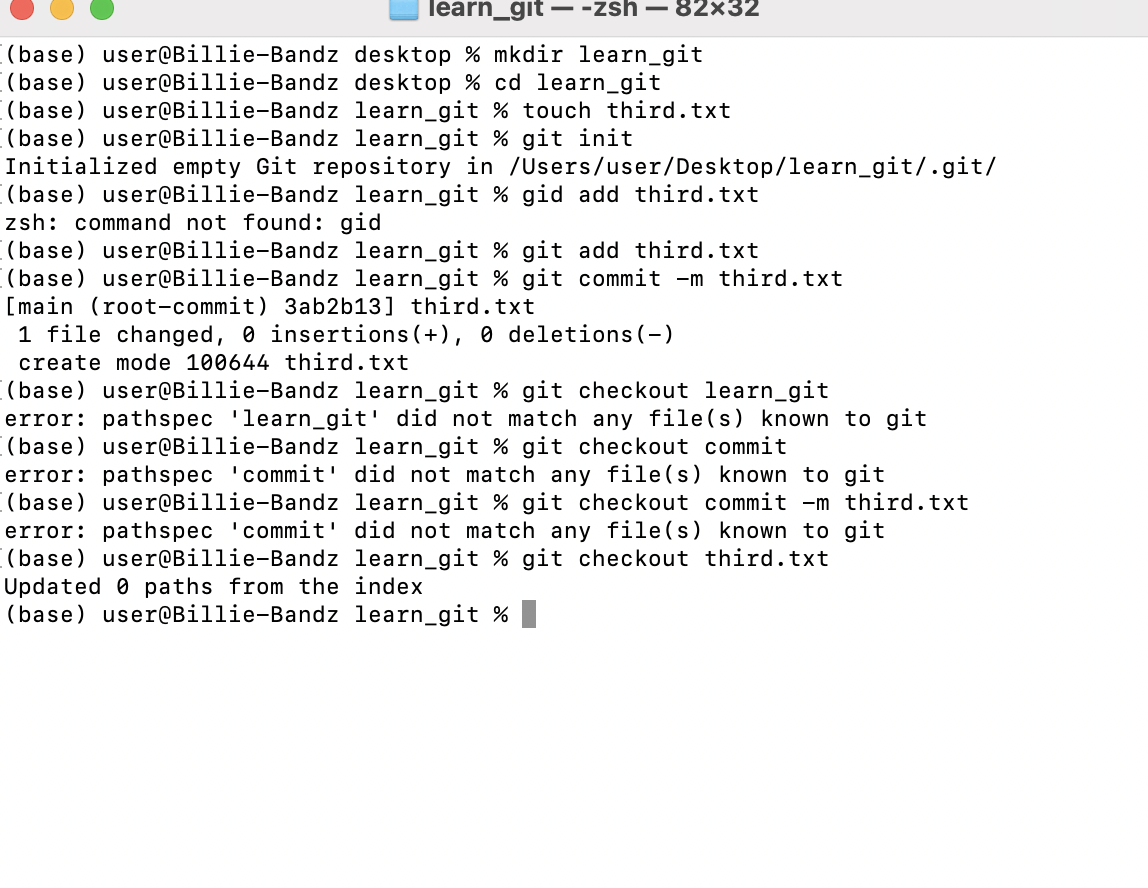 learn_git — -zsh — 82×32
(base) user@Billie-Bandz desktop % mkdir learn_git
(base) user@Billie-Bandz desktop % cd learn_git
(base) user@Billie-Bandz learn_git % touch third.txt
(base) user@Billie-Bandz learn_git % git init
Initialized empty Git repository in /Users/user/Desktop/learn_git/.git/
(base) user@Billie-Bandz learn_git % gid add third.txt
zsh: command not found: gid
(base) user@Billie-Bandz learn_git % git add third.txt
(base) user@Billie-Bandz learn_git % git commit -m third.txt
[main (root-commit) 3ab2b13] third.txt
 1 file changed, 0 insertions(+), 0 deletions(-)
 create mode 100644 third.txt
(base) user@Billie-Bandz learn_git % git checkout learn_git
error: pathspec 'learn_git' did not match any file(s) known to git
(base) user@Billie-Bandz learn_git % git checkout commit
error: pathspec 'commit' did not match any file(s) known to git
(base) user@Billie-Bandz learn_git % git checkout commit -m third.txt
error: pathspec 'commit' did not match any file(s) known to git
(base) user@Billie-Bandz learn_git % git checkout third.txt
Updated 0 paths from the index
(base) user@Billie-Bandz learn_git %